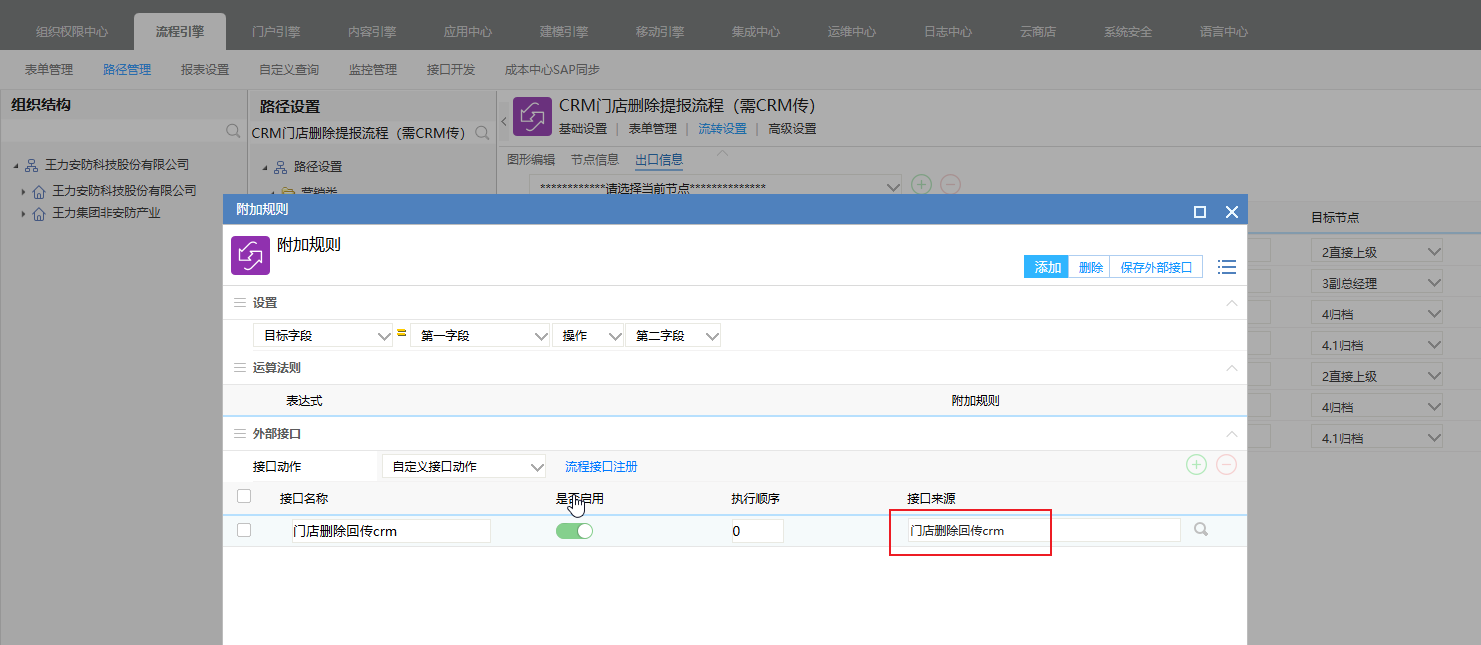 组织权限中心 流程引擎 门户引擎 内容引擎 应用中心 建模引擎 移动引擎 集成中心 运维中心 日志中心 云商店 系统安全 语言中心
表单管理 路径管理 报表设置 自定义查询 监控管理 接口开发 成本中心SAP同步
组织结构
王力安防科技股份有限公司
王力安防科技股份有限公司
王力集团非安防产业
路径设置
CRM门店删除提报流程（需CRM传）
路径设置
营销类
CRM门店删除提报流程（需CRM传）
基础设置 | 表单管理 | 流转设置 | 高级设置
图形编辑 节点信息 出口信息
************请选择当前节点**************
目标节点
2直接上级
3副总经理
4归档
4.1归档
2直接上级
4归档
4.1归档
附加规则
附加规则
添加 删除 保存外部接口
设置
目标字段 = 第一字段 操作 第二字段
运算法则
表达式 附加规则
外部接口
接口动作 自定义接口动作 流程接口注册
接口名称 是否启用 执行顺序 接口来源
门店删除回传crm 0 门店删除回传crm